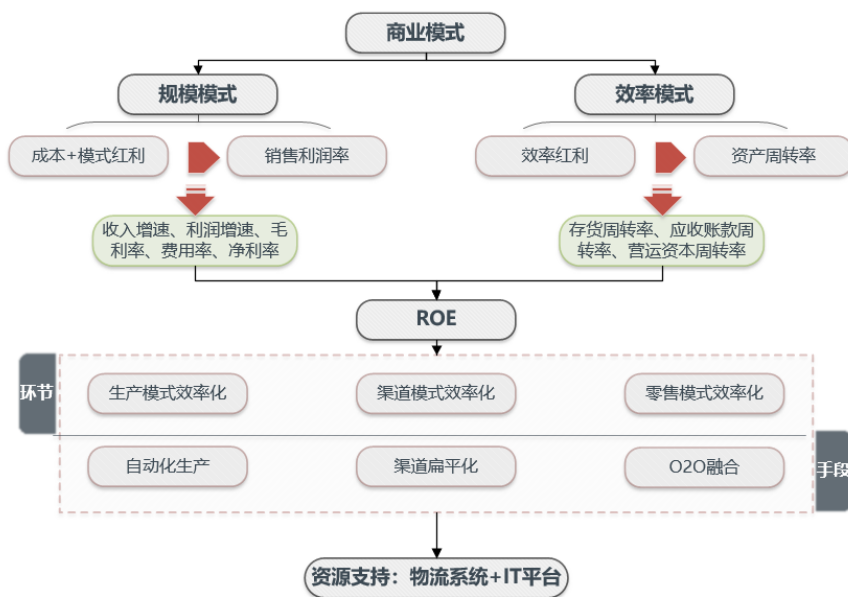 商业模式
规模模式
效率模式
成本+模式红利
销售利润率
效率红利
资产周转率
收入增速、利润增速、毛
利率、费用率、净利率
存货周转率、应收账款周
转率、营运资本周转率
ROE
环节
生产模式效率化
渠道模式效率化
零售模式效率化
自动化生产
渠道扁平化
O2O融合
手段
资源支持：物流系统+IT平台